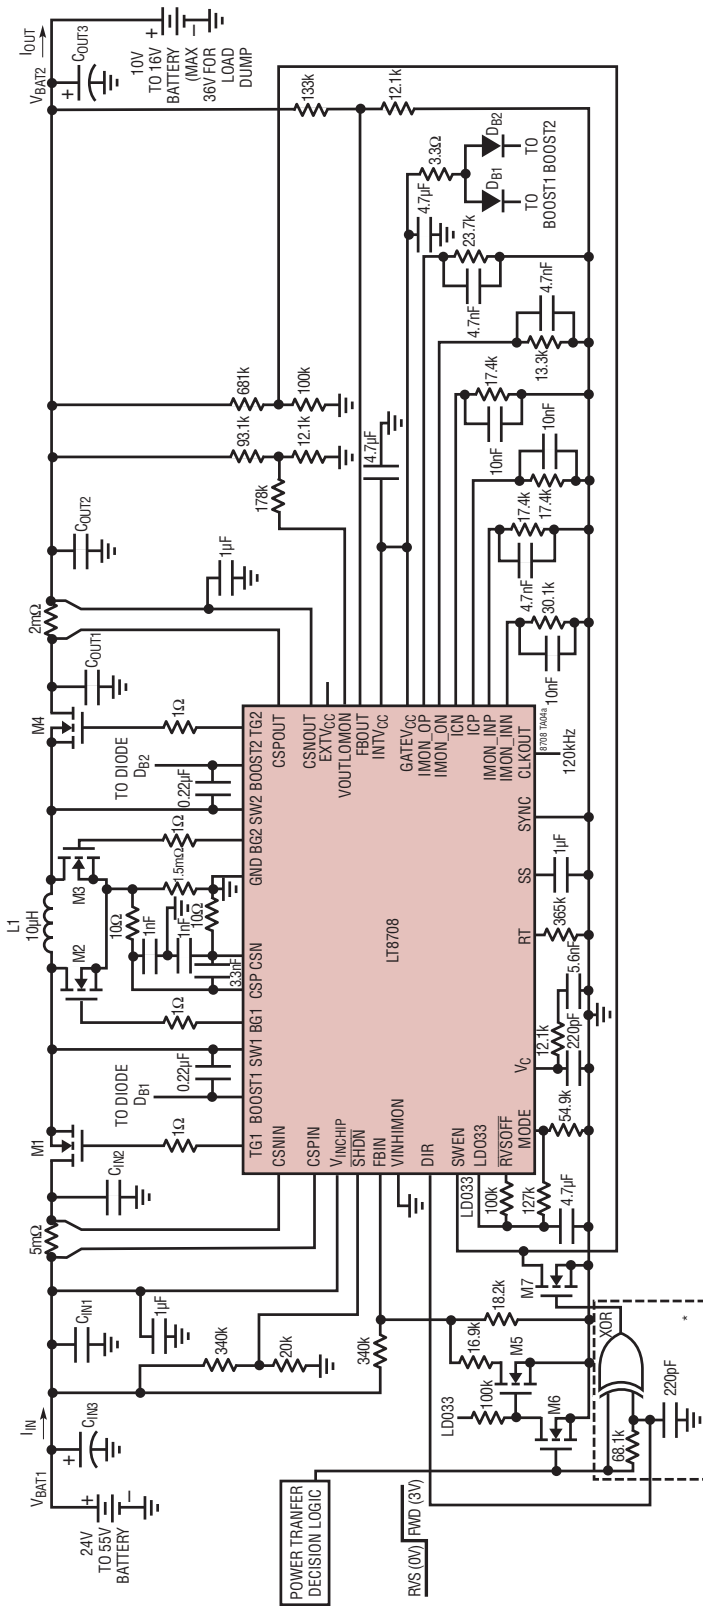 VBAT1
IIN
CIN3
24V
TO 55V
BATTERY
CIN1
5mΩ
CIN2
M1
TO DIODE
DB1
1Ω
0.22µF
M2
L1
10µH
M3
1Ω
10Ω
1nF
1nF
10Ω
3.3nF
1.5mΩ
1Ω
TO DIODE
DB2
0.22µF
1Ω
M4
COUT1
2mΩ
COUT2
1µF
VBAT2
IOUT
COUT3
10V
TO 16V
BATTERY
(MAX
36V FOR
LOAD
DUMP
1µF
340k
20k
340k
TG1
BOOST1
SW1
BG1
CSP
CSN
GND
BG2
SW2
BOOST2
TG2
CSNIN
CSPIN
VINCHIP
SHDN
FBIN
VINHIMON
DIR
SWEN
LDO33
RVSOFF
MODE
LT8708
CSPOUT
CSNOUT
EXTVCC
VOUTLOMON
FBOUT
INTVCC
GATEVCC
IMON_OP
IMON_ON
ICN
ICP
IMON_INP
IMON_INN
CLKOUT
VC
RT
SS
SYNC
8708 TA04a
120kHz
93.1k
12.1k
178k
681k
100k
4.7µF
133k
12.1k
4.7µF
3.3Ω
DB1
DB2
TO
BOOST1
TO
BOOST2
23.7k
4.7nF
4.7nF
13.3k
17.4k
10nF
10nF
17.4k
17.4k
4.7nF
30.1k
10nF
LDO33
100k
127k
4.7µF
54.9k
12.1k
220pF
5.6nF
365k
1µF
POWER TRANFER
DECISION LOGIC
RVS (0V)
FWD (3V)
LDO33
100k
16.9k
18.2k
M5
M6
M7
XOR
68.1k
220pF
*